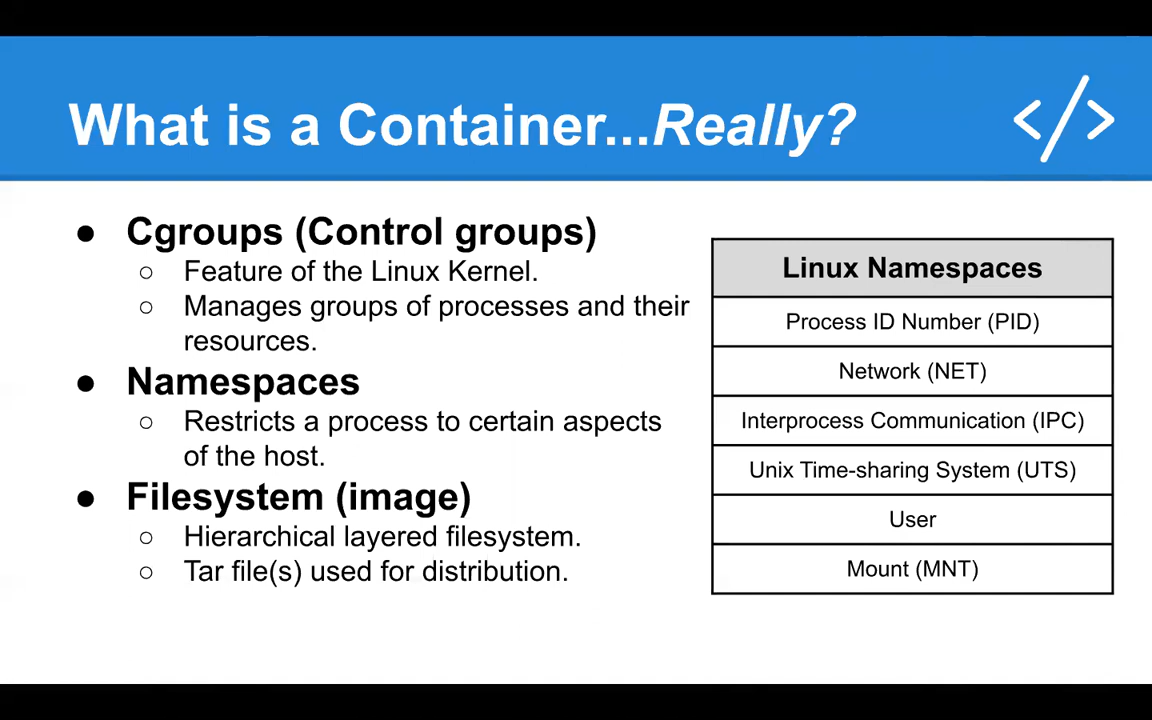 What is a Container...Really?
</>
● Cgroups (Control groups)
○ Feature of the Linux Kernel.
○ Manages groups of processes and their
resources.
● Namespaces
○ Restricts a process to certain aspects
of the host.
● Filesystem (image)
○ Hierarchical layered filesystem.
○ Tar file(s) used for distribution.
Linux Namespaces
Process ID Number (PID)
Network (NET)
Interprocess Communication (IPC)
Unix Time-sharing System (UTS)
User
Mount (MNT)